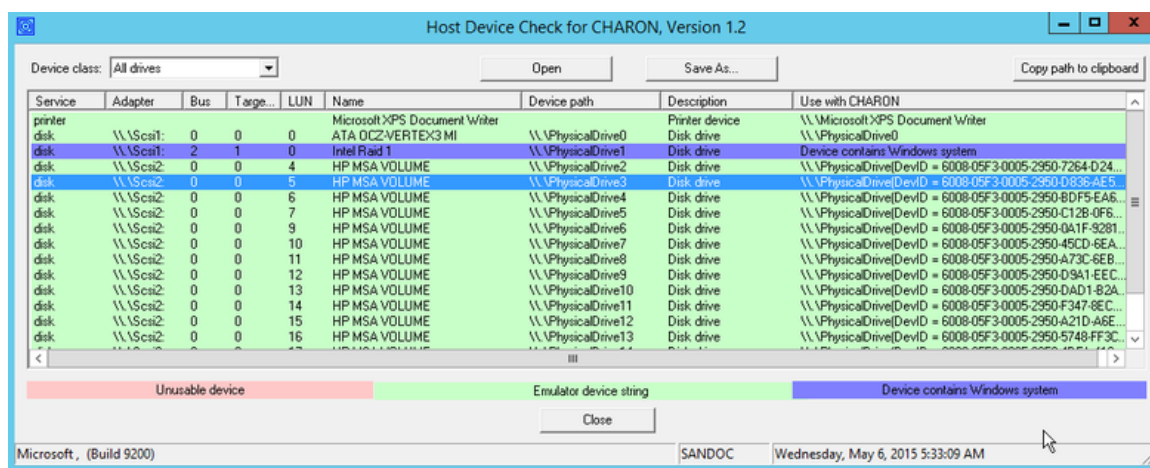 Host Device Check for CHARON, Version 1.2
Device class: All drives Open Save As... Copy path to clipboard
Service Adapter Bus Targe... LUN Name Device path Description Use with CHARON
printer Microsoft XPS Document Writer Printer device \\.\Microsoft XPS Document Writer
disk \\.\Scsi1: 0 0 0 ATA OCZ-VERTEX3 MI \\.\PhysicalDrive0 Disk drive \\.\PhysicalDrive0
disk \\.\Scsi1: 2 1 0 Intel Raid 1 \\.\PhysicalDrive1 Disk drive Device contains Windows system
disk \\.\Scsi2: 0 0 4 HP MSA VOLUME \\.\PhysicalDrive2 Disk drive \\.\PhysicalDrive(DevID = 6008-05F3-0005-2950-7264-D24...
disk \\.\Scsi2: 0 0 5 HP MSA VOLUME \\.\PhysicalDrive3 Disk drive \\.\PhysicalDrive(DevID = 6008-05F3-0005-2950-D836-AE5...
disk \\.\Scsi2: 0 0 6 HP MSA VOLUME \\.\PhysicalDrive4 Disk drive \\.\PhysicalDrive(DevID = 6008-05F3-0005-2950-BDF5-EA6...
disk \\.\Scsi2: 0 0 7 HP MSA VOLUME \\.\PhysicalDrive5 Disk drive \\.\PhysicalDrive(DevID = 6008-05F3-0005-2950-C12B-0F6...
disk \\.\Scsi2: 0 0 9 HP MSA VOLUME \\.\PhysicalDrive6 Disk drive \\.\PhysicalDrive(DevID = 6008-05F3-0005-2950-0A1F-9281...
disk \\.\Scsi2: 0 0 10 HP MSA VOLUME \\.\PhysicalDrive7 Disk drive \\.\PhysicalDrive(DevID = 6008-05F3-0005-2950-45CD-6EA...
disk \\.\Scsi2: 0 0 11 HP MSA VOLUME \\.\PhysicalDrive8 Disk drive \\.\PhysicalDrive(DevID = 6008-05F3-0005-2950-A73C-6EB...
disk \\.\Scsi2: 0 0 12 HP MSA VOLUME \\.\PhysicalDrive9 Disk drive \\.\PhysicalDrive(DevID = 6008-05F3-0005-2950-D9A1-EEC...
disk \\.\Scsi2: 0 0 13 HP MSA VOLUME \\.\PhysicalDrive10 Disk drive \\.\PhysicalDrive(DevID = 6008-05F3-0005-2950-DAD1-B2A...
disk \\.\Scsi2: 0 0 14 HP MSA VOLUME \\.\PhysicalDrive11 Disk drive \\.\PhysicalDrive(DevID = 6008-05F3-0005-2950-F347-8EC...
disk \\.\Scsi2: 0 0 15 HP MSA VOLUME \\.\PhysicalDrive12 Disk drive \\.\PhysicalDrive(DevID = 6008-05F3-0005-2950-A21D-A6E...
disk \\.\Scsi2: 0 0 16 HP MSA VOLUME \\.\PhysicalDrive13 Disk drive \\.\PhysicalDrive(DevID = 6008-05F3-0005-2950-5748-FF3C...
Unusable device Emulator device string Device contains Windows system
Close
Microsoft , (Build 9200) SANDOC Wednesday, May 6, 2015 5:33:09 AM